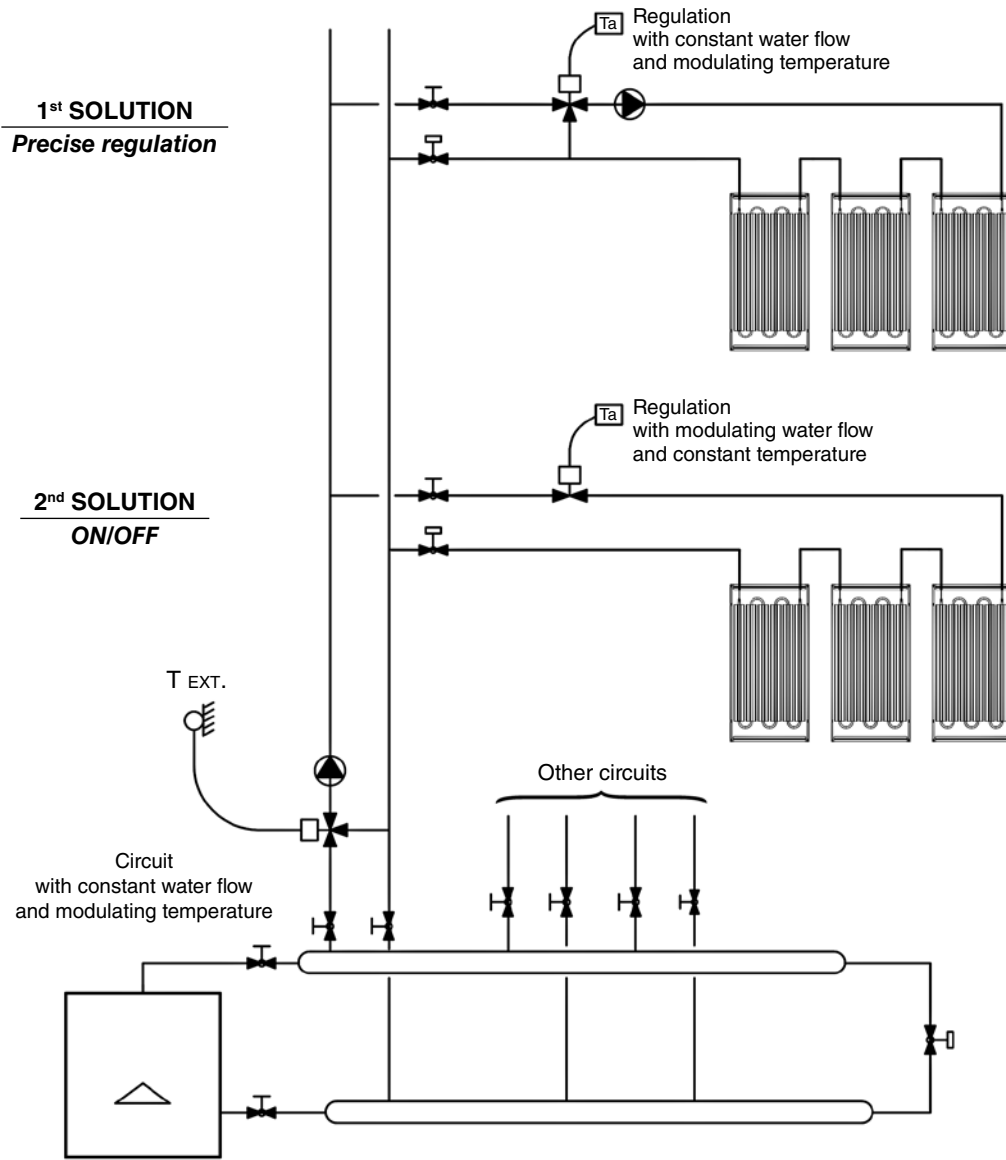 Ta
Regulation
with constant water flow
and modulating temperature
1st SOLUTION
Precise regulation
Ta
Regulation
with modulating water flow
and constant temperature
2nd SOLUTION
ON/OFF
T EXT.
Other circuits
Circuit
with constant water flow
and modulating temperature